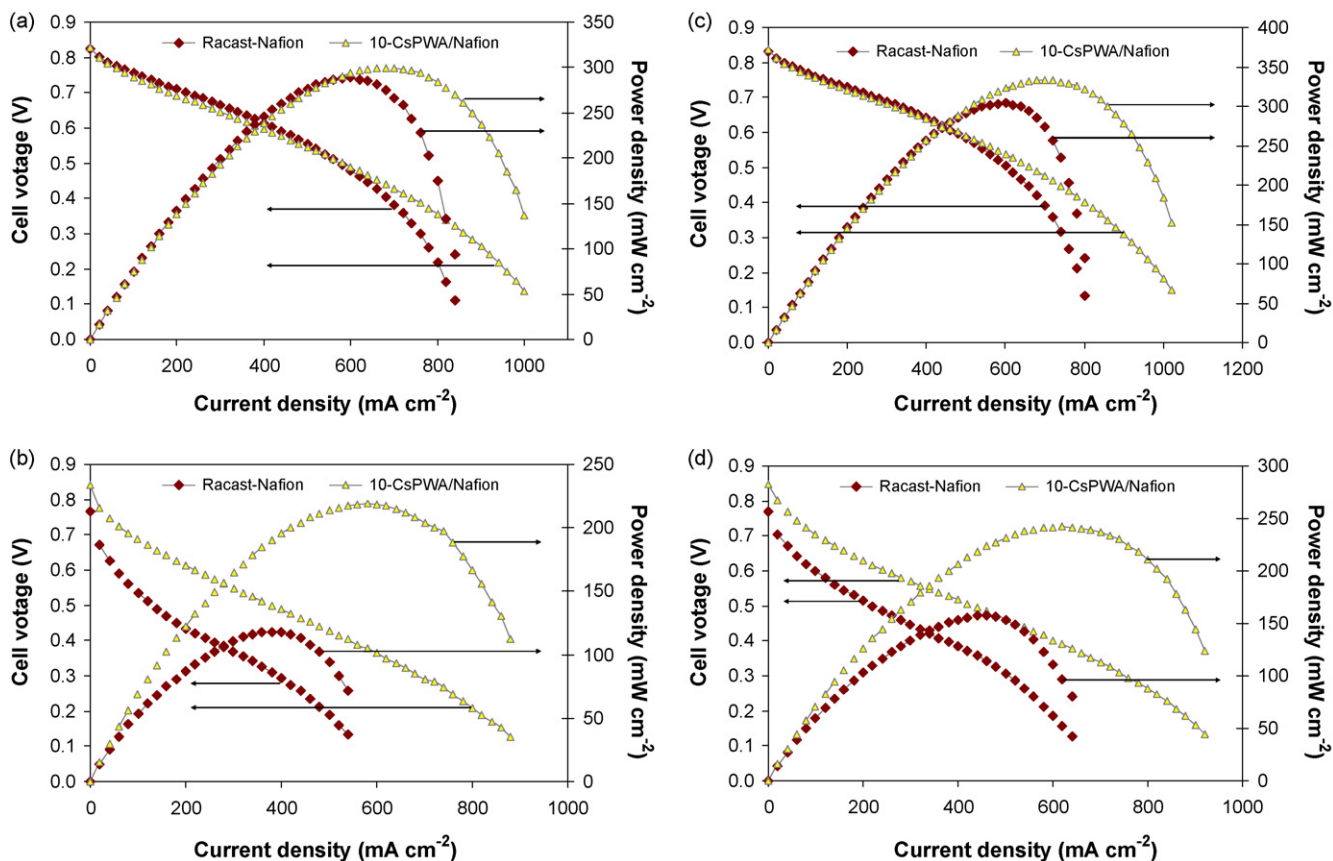 (a)
0.9
0.8
0.7
0.6
0.5
0.4
0.3
0.2
0.1
0.0
Cell votage (V)
Racast-Nafion
10-CsPWA/Nafion
350
300
250
200
150
100
50
0
Power density (mW cm⁻²)
0 200 400 600 800 1000
Current density (mA cm⁻²)
(c)
0.9
0.8
0.7
0.6
0.5
0.4
0.3
0.2
0.1
0.0
Cell votage (V)
Racast-Nafion
10-CsPWA/Nafion
400
350
300
250
200
150
100
50
0
Power density (mW cm⁻²)
0 200 400 600 800 1000 1200
Current density (mA cm⁻²)
(b)
0.9
0.8
0.7
0.6
0.5
0.4
0.3
0.2
0.1
0.0
Cell votage (V)
Racast-Nafion
10-CsPWA/Nafion
250
200
150
100
50
0
Power density (mW cm⁻²)
0 200 400 600 800 1000
Current density (mA cm⁻²)
(d)
0.9
0.8
0.7
0.6
0.5
0.4
0.3
0.2
0.1
0.0
Cell votage (V)
Racast-Nafion
10-CsPWA/Nafion
300
250
200
150
100
50
0
Power density (mW cm⁻²)
0 200 400 600 800 1000
Current density (mA cm⁻²)